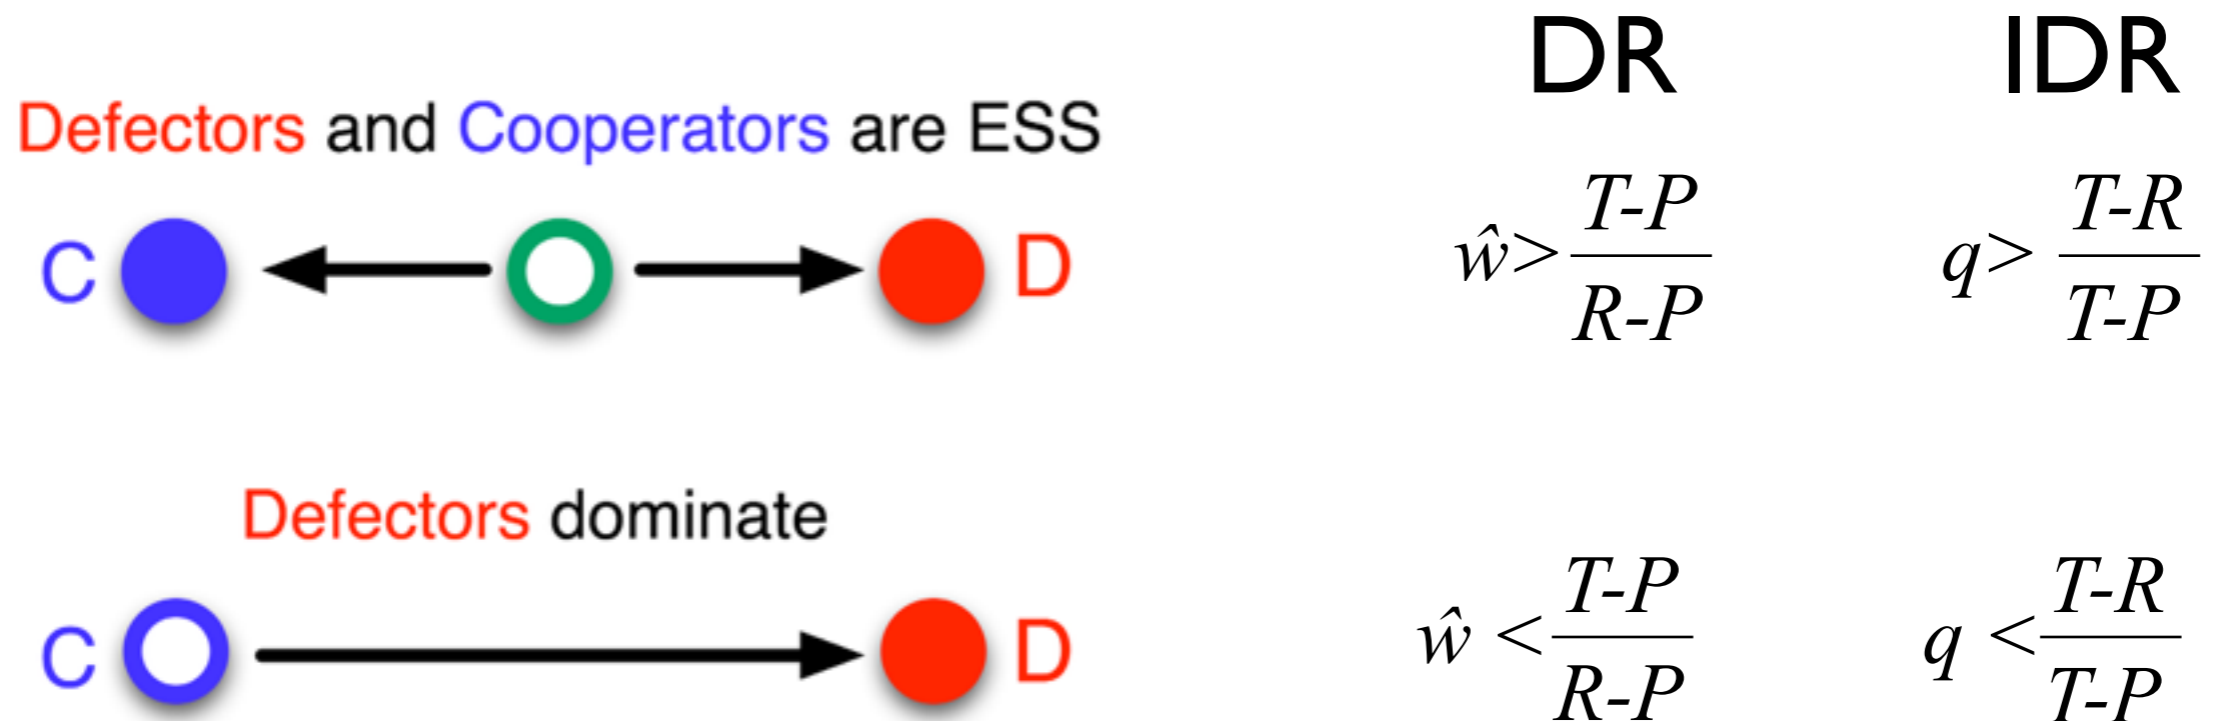 DR IDR
Defectors and Cooperators are ESS
C D ŵ> T-P / R-P q> T-R / T-P
Defectors dominate
C D ŵ < T-P / R-P q < T-R / T-P